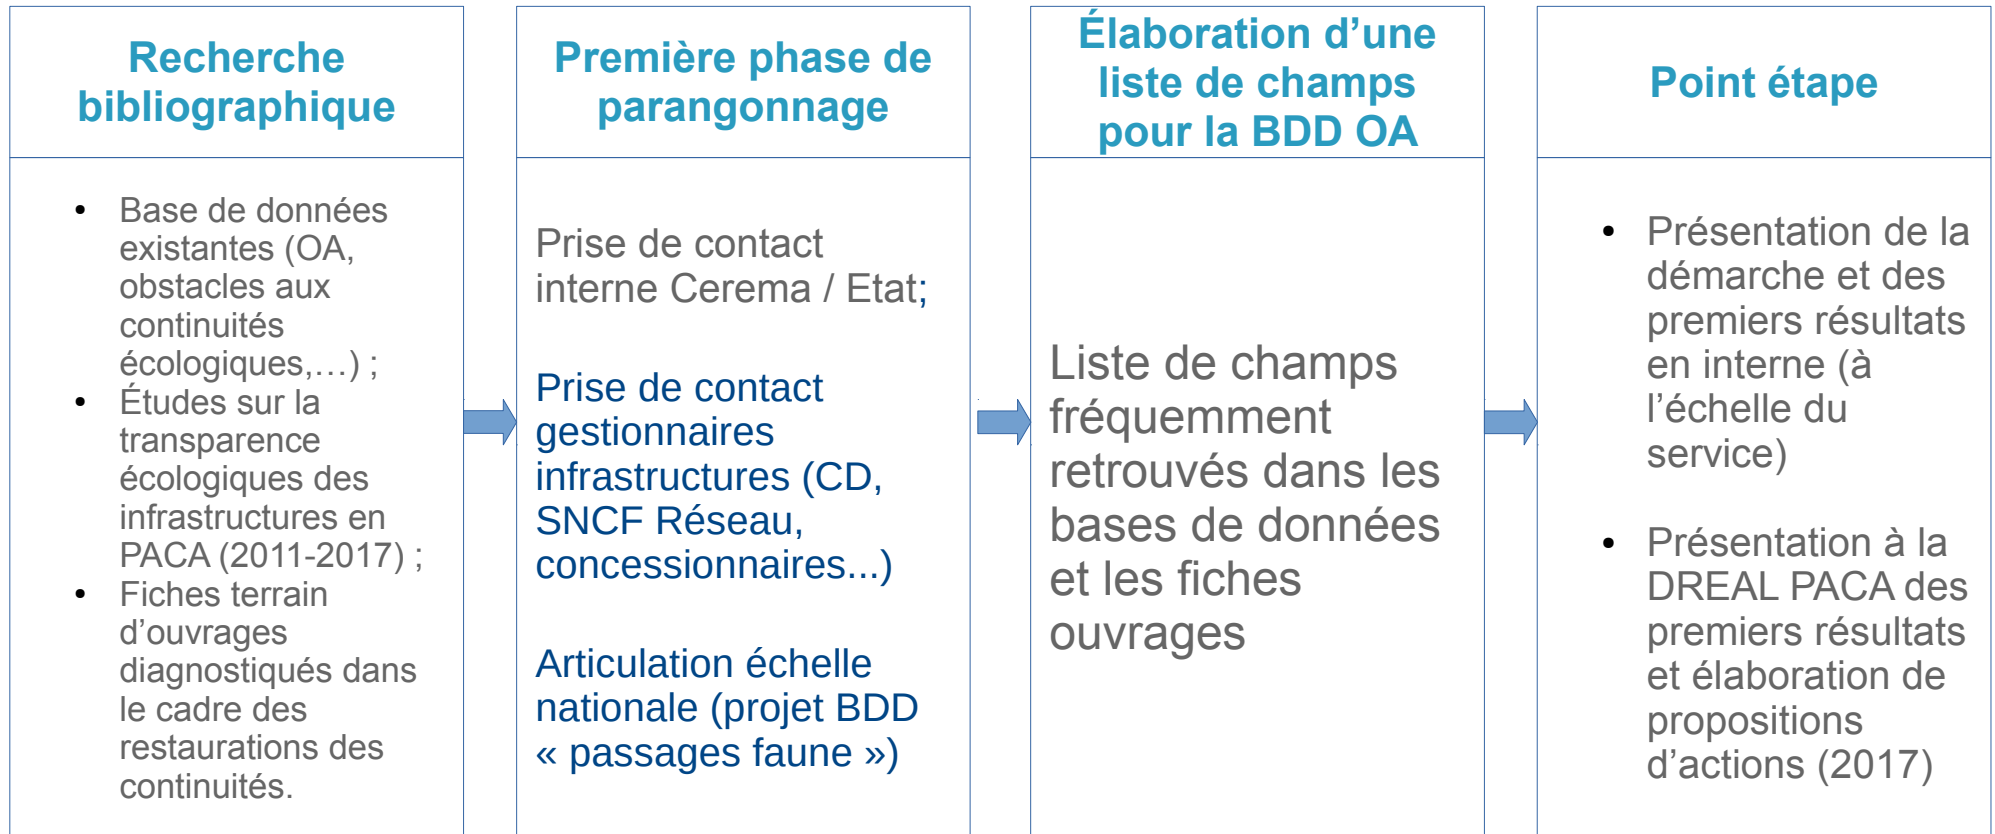 Recherche
bibliographique
• Base de données
existantes (OA,
obstacles aux
continuités
écologiques,…) ;
• Études sur la
transparence
écologiques des
infrastructures en
PACA (2011-2017) ;
• Fiches terrain
d’ouvrages
diagnostiqués dans
le cadre des
restaurations des
continuités.
Première phase de
parangonnage
Prise de contact
interne Cerema / Etat;
Prise de contact
gestionnaires
infrastructures (CD,
SNCF Réseau,
concessionnaires...)
Articulation échelle
nationale (projet BDD
« passages faune »)
Élaboration d’une
liste de champs
pour la BDD OA
Liste de champs
fréquemment
retrouvés dans les
bases de données
et les fiches
ouvrages
Point étape
• Présentation de la
démarche et des
premiers résultats
en interne (à
l’échelle du
service)
• Présentation à la
DREAL PACA des
premiers résultats
et élaboration de
propositions
d’actions (2017)